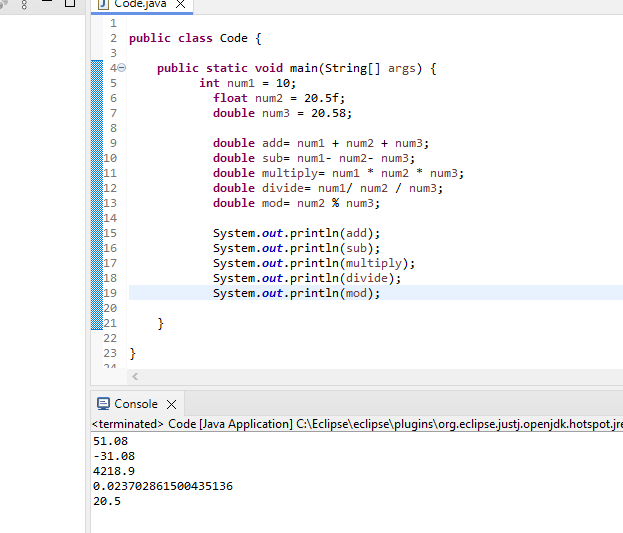 Code.java
1
2 public class Code {
3
4 public static void main(String[] args) {
5 int num1 = 10;
6 float num2 = 20.5f;
7 double num3 = 20.58;
8
9 double add= num1 + num2 + num3;
10 double sub= num1- num2- num3;
11 double multiply= num1 * num2 * num3;
12 double divide= num1/ num2 / num3;
13 double mod= num2 % num3;
14
15 System.out.println(add);
16 System.out.println(sub);
17 System.out.println(multiply);
18 System.out.println(divide);
19 System.out.println(mod);
20
21 }
22
23 }
24
Console
<terminated> Code [Java Application] C:\Eclipse\eclipse\plugins\org.eclipse.justj.openjdk.hotspot.jre
51.08
-31.08
4218.9
0.023702861500435136
20.5